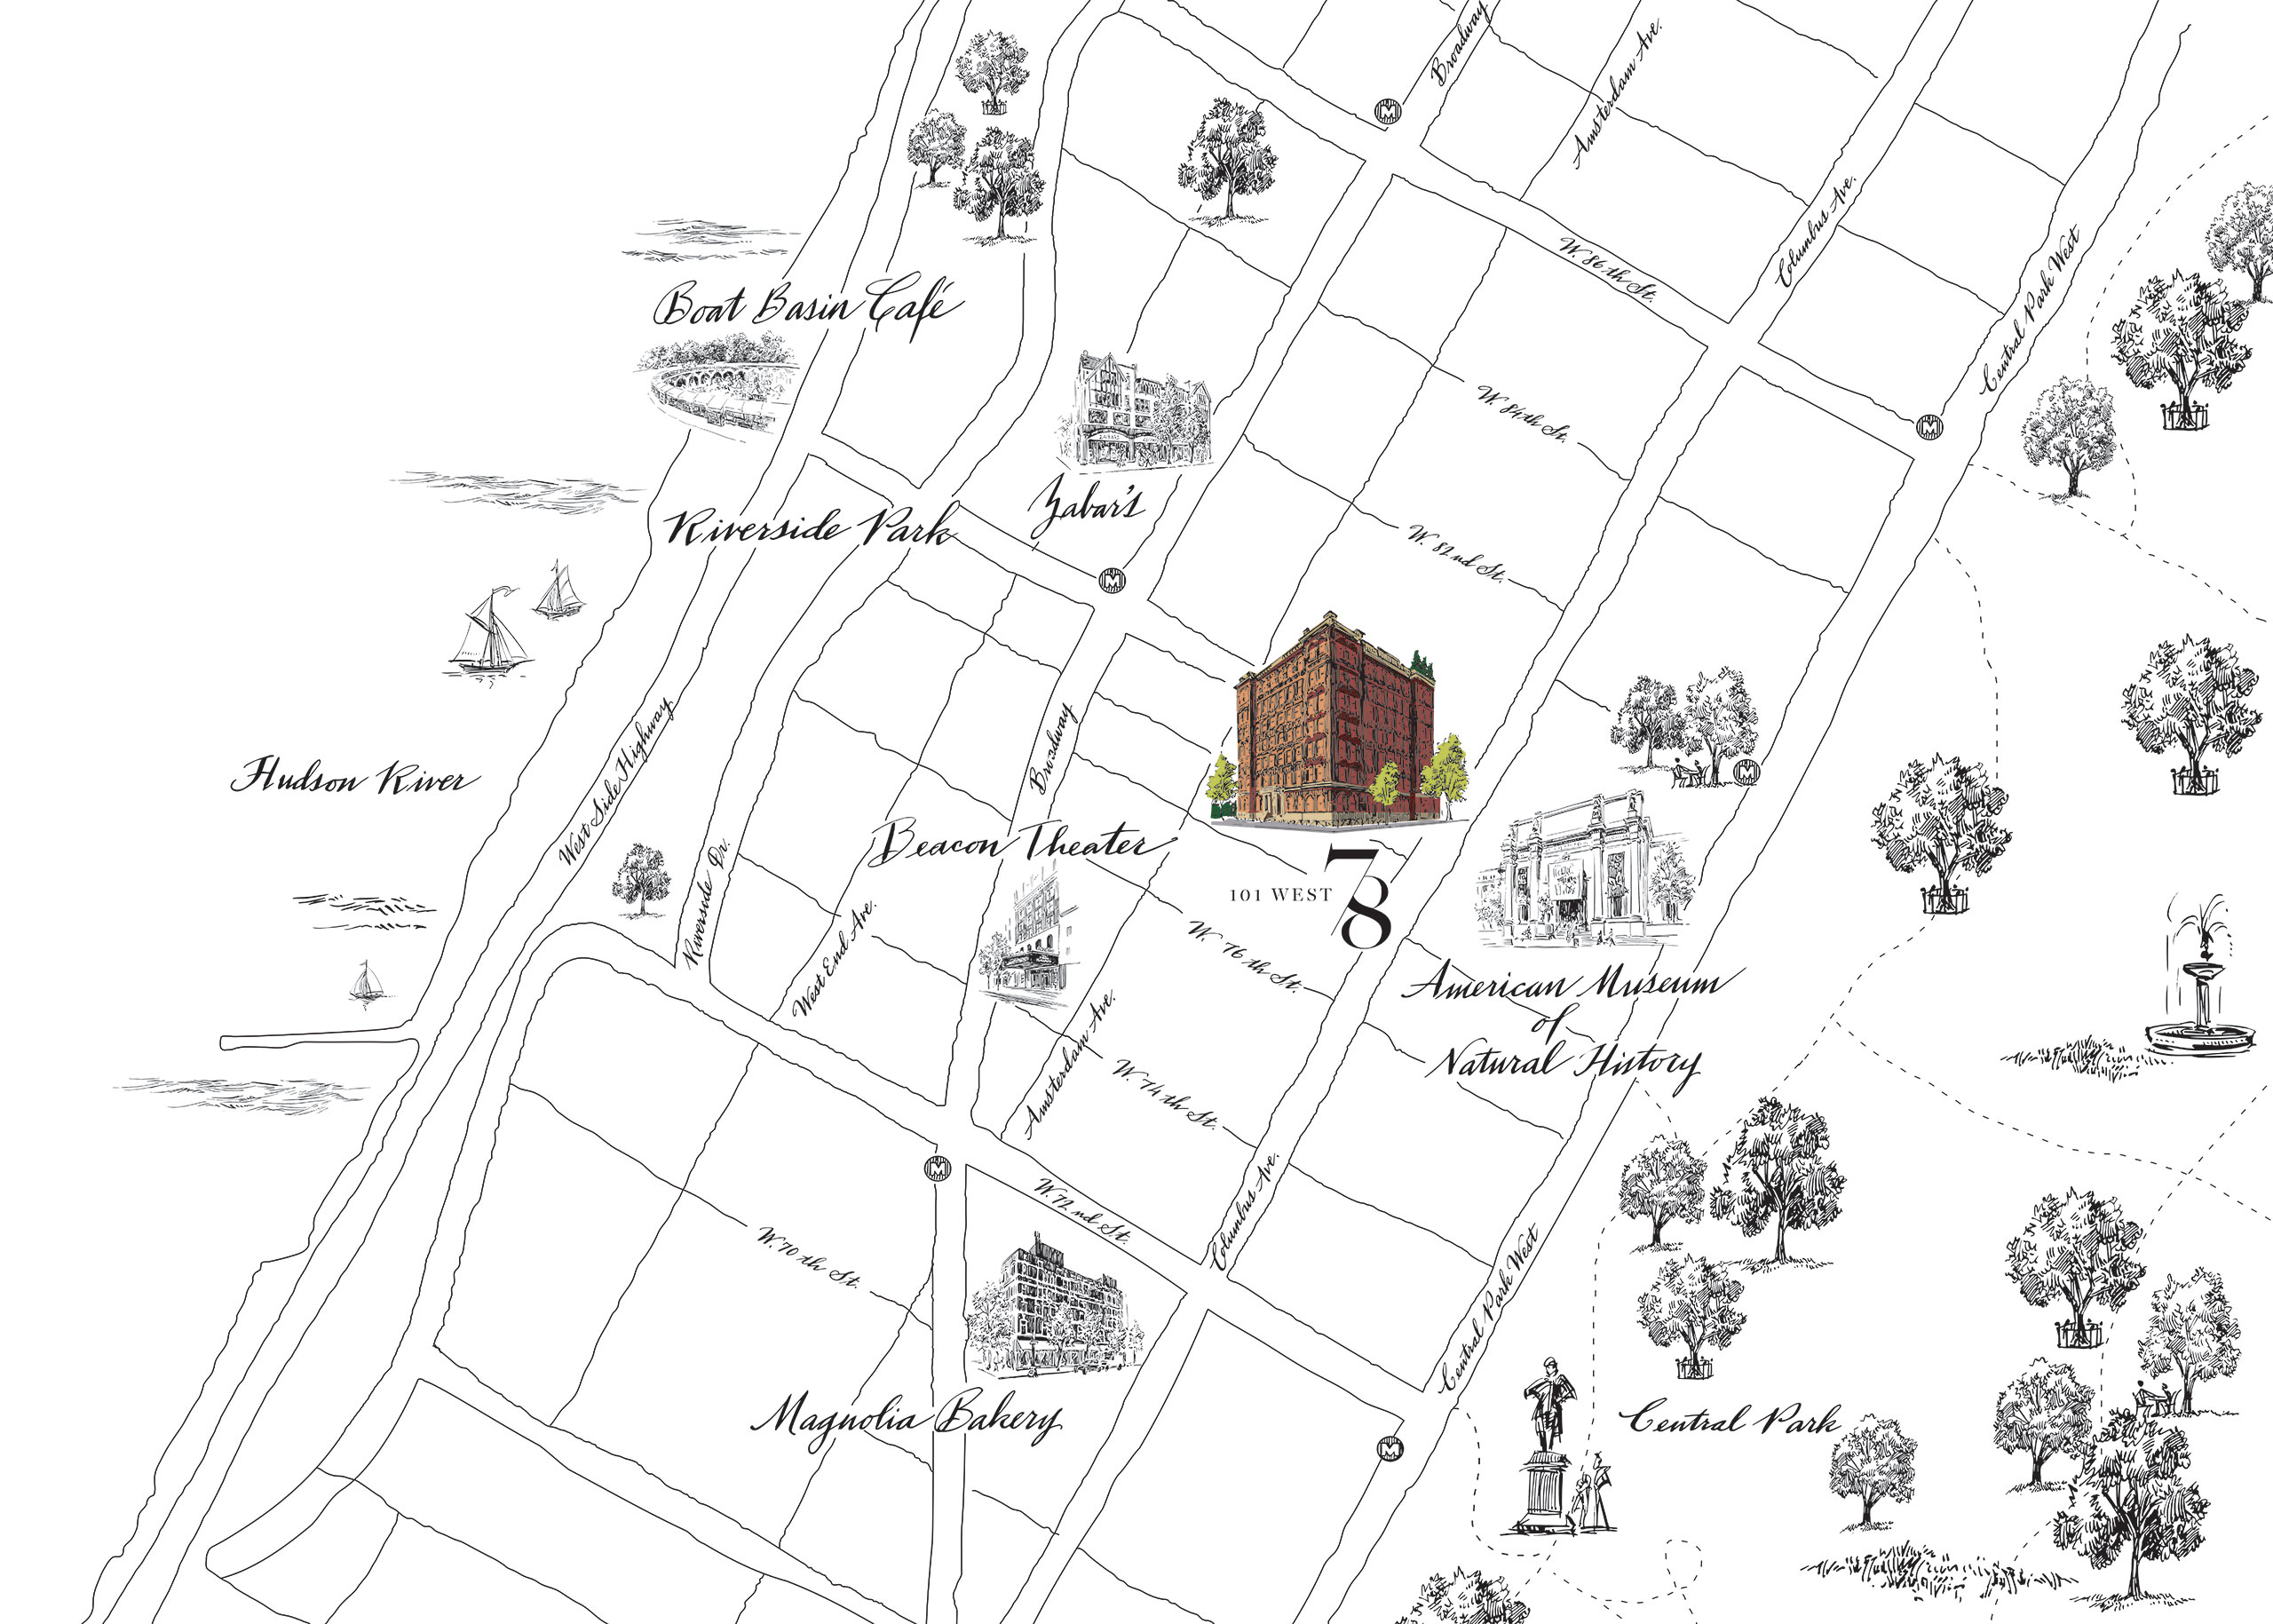 Broadway
Amsterdam Ave.
Columbus Ave.
Central Park West
W. 86th St.
Boat Basin Café
W. 84th St.
Zabar's
Riverside Park
W. 82nd St.
Hudson River
West Side Highway
Broadway
Beacon Theater
Riverside Dr.
West End Ave.
101 WEST 78
W. 76th St.
American Museum
of
Natural History
Amsterdam Ave.
W. 74th St.
Columbus Ave.
W. 72nd St.
W. 70th St.
Central Park West
Magnolia Bakery
Central Park
M
M
M
M
M
M